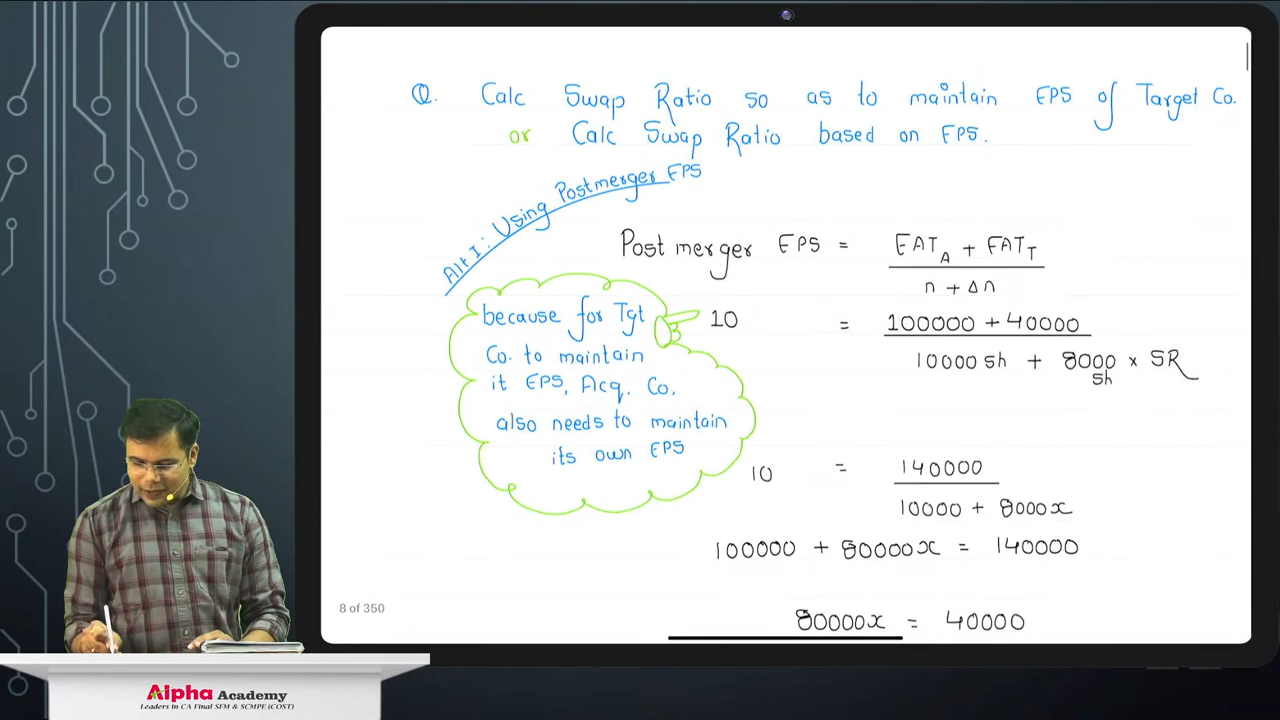 Q. Calc Swap Ratio so as to maintain EPS of Target Co.
or Calc Swap Ratio based on EPS.
Alt I: Using Postmerger EPS
Post merger EPS = EAT_A + EAT_T
n + Δn
because for Tgt
Co. to maintain
it EPS, Acq. Co.
also needs to maintain
its own EPS
10 = 100000 + 40000
10000 sh + 8000 sh × SR
10 = 140000
10000 + 8000x
100000 + 80000x = 140000
80000x = 40000
8 of 350
Alpha Academy
Leaders in CA Final SFM & SCMPE (COST)